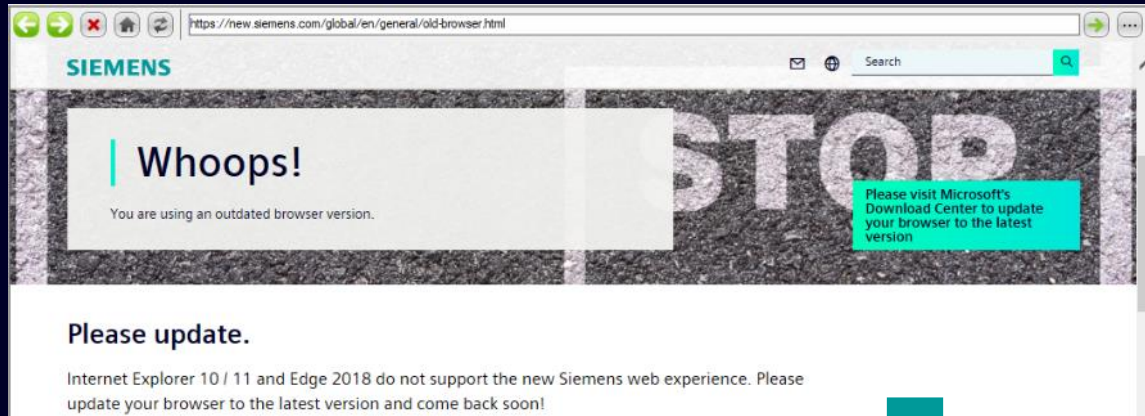 https://new.siemens.com/global/en/general/old-browser.html
SIEMENS
Search
STOP
Whoops!
You are using an outdated browser version.
Please visit Microsoft's
Download Center to update
your browser to the latest
version
Please update.
Internet Explorer 10 / 11 and Edge 2018 do not support the new Siemens web experience. Please
update your browser to the latest version and come back soon!